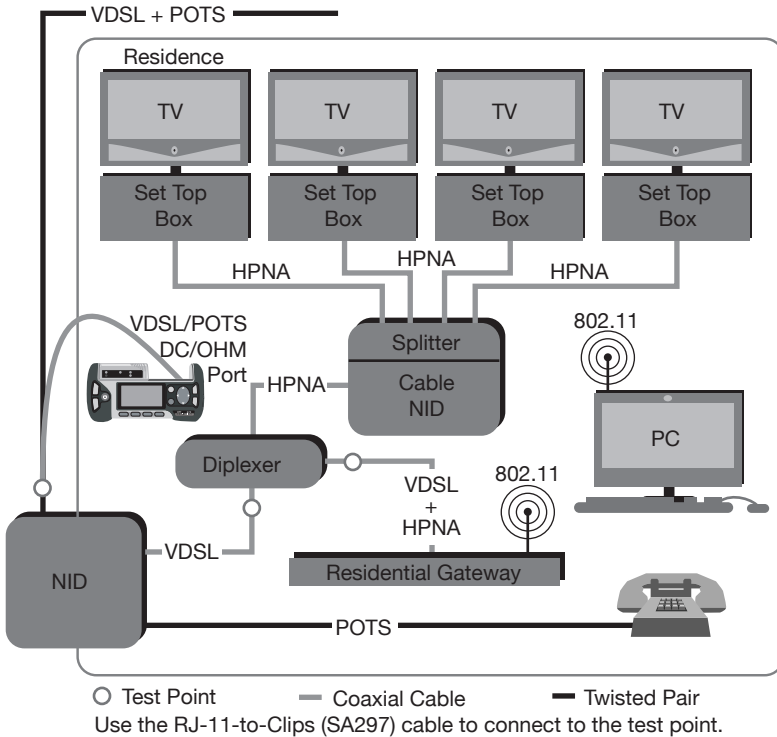 VDSL + POTS
Residence
TV
TV
TV
TV
Set Top
Box
Set Top
Box
Set Top
Box
Set Top
Box
HPNA
HPNA
HPNA
VDSL/POTS
DC/OHM
Port
Splitter
Cable
NID
HPNA
802.11
PC
Diplexer
VDSL
+
HPNA
802.11
VDSL
NID
Residential Gateway
POTS
Test Point
Coaxial Cable
Twisted Pair
Use the RJ-11-to-Clips (SA297) cable to connect to the test point.